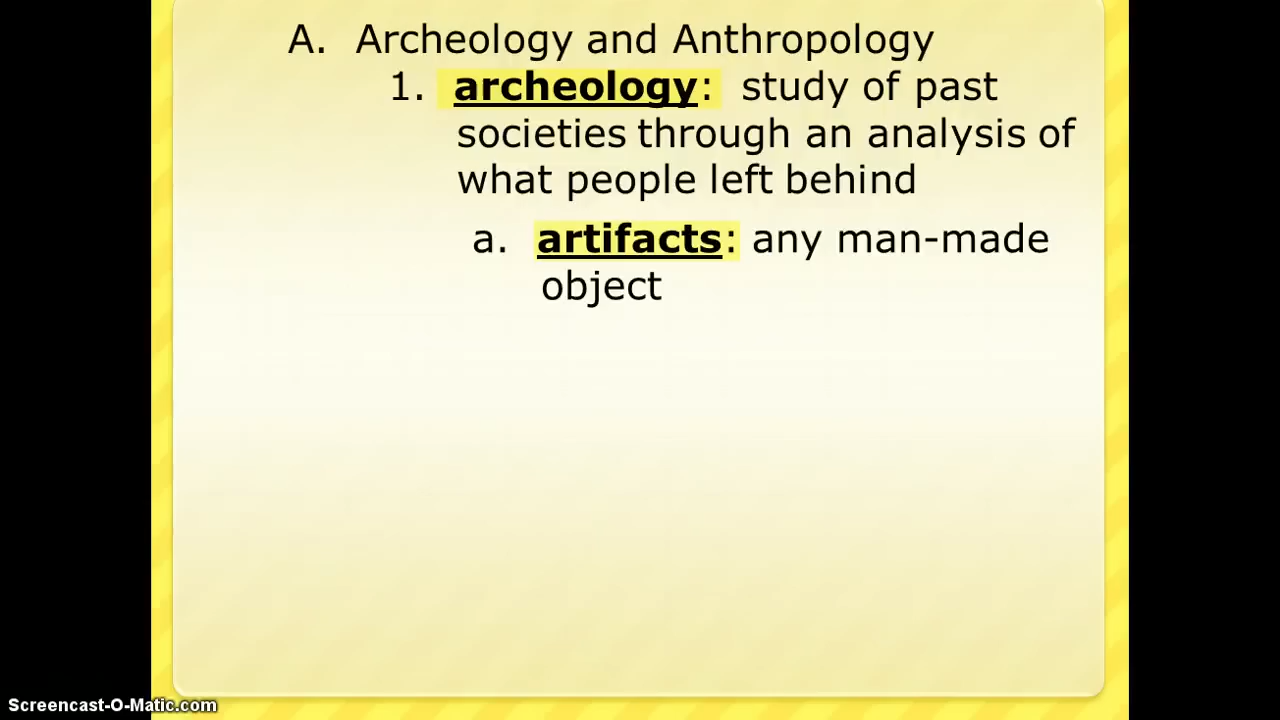 A. Archeology and Anthropology
1. archeology: study of past
societies through an analysis of
what people left behind
a. artifacts: any man-made
object
Screencast-O-Matic.com